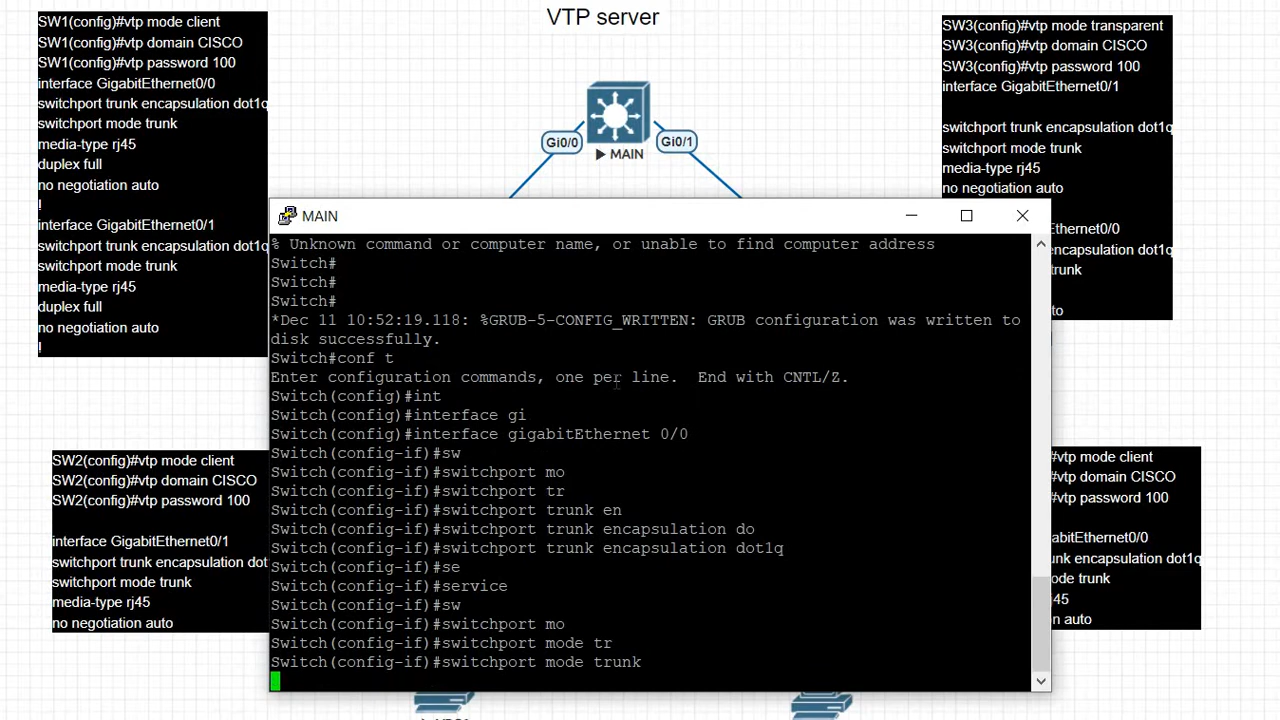 VTP server
SW1(config)#vtp mode client
SW1(config)#vtp domain CISCO
SW1(config)#vtp password 100
interface GigabitEthernet0/0
switchport trunk encapsulation dot1q
switchport mode trunk
media-type rj45
duplex full
no negotiation auto
!
interface GigabitEthernet0/1
switchport trunk encapsulation dot1q
switchport mode trunk
media-type rj45
duplex full
no negotiation auto
!
SW3(config)#vtp mode transparent
SW3(config)#vtp domain CISCO
SW3(config)#vtp password 100
interface GigabitEthernet0/1
switchport trunk encapsulation dot1q
switchport mode trunk
media-type rj45
no negotiation auto
Ethernet0/0
encapsulation dot1q
trunk
to
Gi0/0
Gi0/1
MAIN
MAIN
% Unknown command or computer name, or unable to find computer address
Switch#
Switch#
Switch#
*Dec 11 10:52:19.118: %GRUB-5-CONFIG_WRITTEN: GRUB configuration was written to
disk successfully.
Switch#conf t
Enter configuration commands, one per line.  End with CNTL/Z.
Switch(config)#int
Switch(config)#interface gi
Switch(config)#interface gigabitEthernet 0/0
Switch(config-if)#sw
Switch(config-if)#switchport mo
Switch(config-if)#switchport tr
Switch(config-if)#switchport trunk en
Switch(config-if)#switchport trunk encapsulation do
Switch(config-if)#switchport trunk encapsulation dot1q
Switch(config-if)#se
Switch(config-if)#service
Switch(config-if)#sw
Switch(config-if)#switchport mo
Switch(config-if)#switchport mode tr
Switch(config-if)#switchport mode trunk
SW2(config)#vtp mode client
SW2(config)#vtp domain CISCO
SW2(config)#vtp password 100
interface GigabitEthernet0/1
switchport trunk encapsulation dot
switchport mode trunk
media-type rj45
no negotiation auto
#vtp mode client
#vtp domain CISCO
#vtp password 100
gabitEthernet0/0
unk encapsulation dot1q
ode trunk
j45
n auto